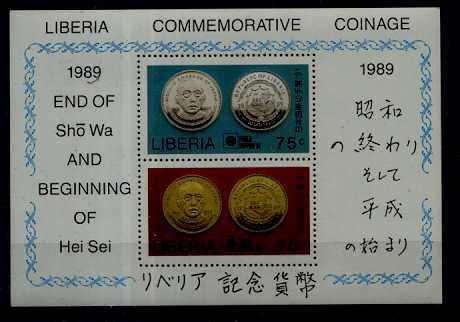 LIBERIA COMMEMORATIVE COINAGE
1989
END OF
Shō Wa
AND
BEGINNING
OF
Hei Sei
LIBERIA 75c
LIBERIA
1989
昭和
の終わり
そして
平成
の始まり
リベリア 記念貨幣